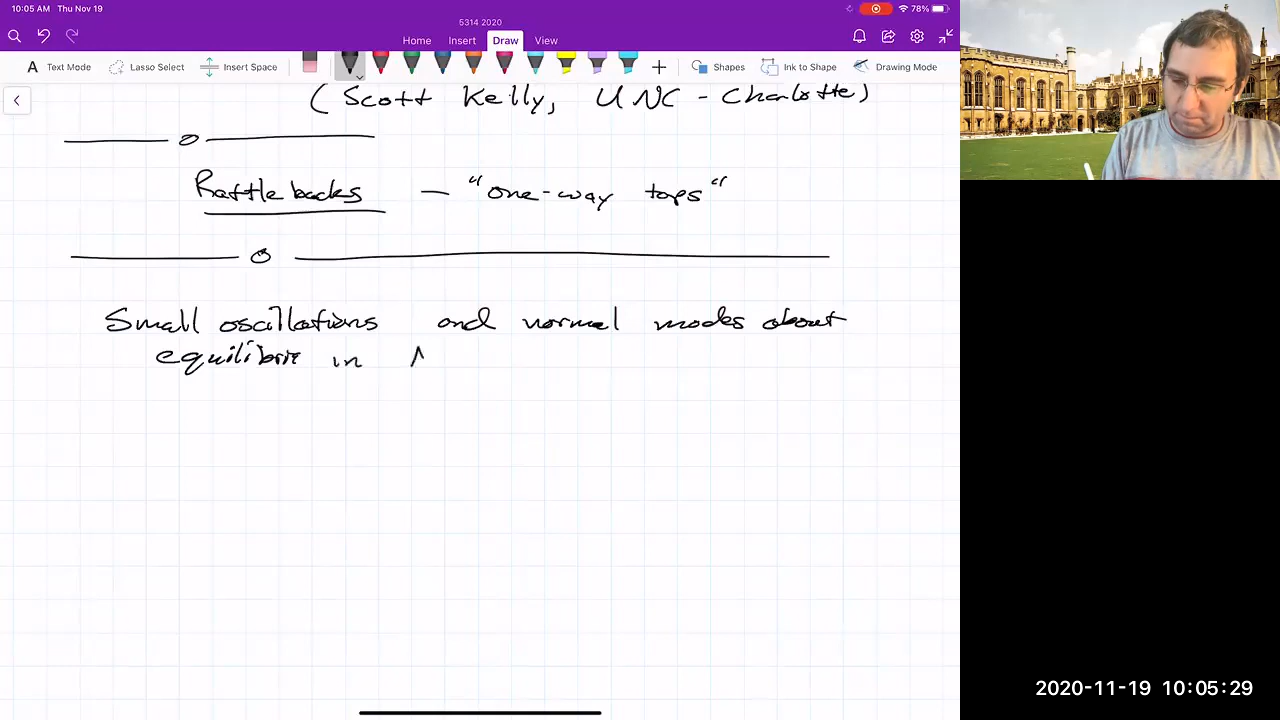 10:05 AM Thu Nov 19
78%
5314 2020
Home Insert Draw View
A Text Mode Lasso Select Insert Space Shapes Ink to Shape Drawing Mode
(Scott Kelly, UNC - Charlotte)
Rattlebacks — "one-way tops"
Small oscillations and normal modes about
equilibria in
2020-11-19 10:05:29